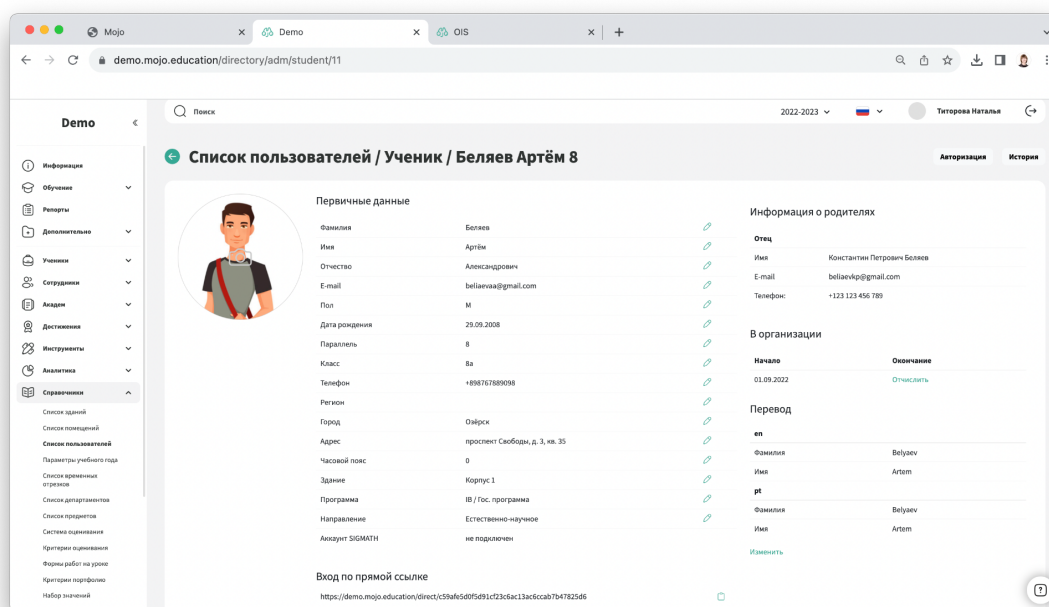 Mojo
Demo
OIS
demo.mojo.education/directory/adm/student/11
Demo
Поиск
2022-2023
Титорова Наталья
Список пользователей / Ученик / Беляев Артём 8
Авторизация
История
Информация
Обучение
Репорты
Дополнительно
Ученики
Сотрудники
Академ
Достижения
Инструменты
Аналитика
Справочники
Список зданий
Список помещений
Список пользователей
Параметры учебного года
Список временных
отрезков
Список департаментов
Список предметов
Система оценивания
Критерии оценивания
Формы работ на уроке
Критерии портфолио
Набор значений
Первичные данные
Фамилия Беляев
Имя Артём
Отчество Александрович
E-mail beliaevaa@gmail.com
Пол М
Дата рождения 29.09.2008
Параллель 8
Класс 8а
Телефон +898767889098
Регион
Город Озёрск
Адрес проспект Свободы, д. 3, кв. 35
Часовой пояс 0
Здание Корпус 1
Программа IB / Гос. программа
Направление Естественно-научное
Аккаунт SIGMATH не подключен
Вход по прямой ссылке
https://demo.mojo.education/direct/c59afe5d0f5d91cf23c6ac13ac6ccab7b47825d6
Информация о родителях
Отец
Имя Константин Петрович Беляев
E-mail beliaevkp@gmail.com
Телефон: +123 123 456 789
В организации
Начало Окончание
01.09.2022 Отчислить
Перевод
en
Фамилия Belyaev
Имя Artem
pt
Фамилия Belyaev
Имя Artem
Изменить